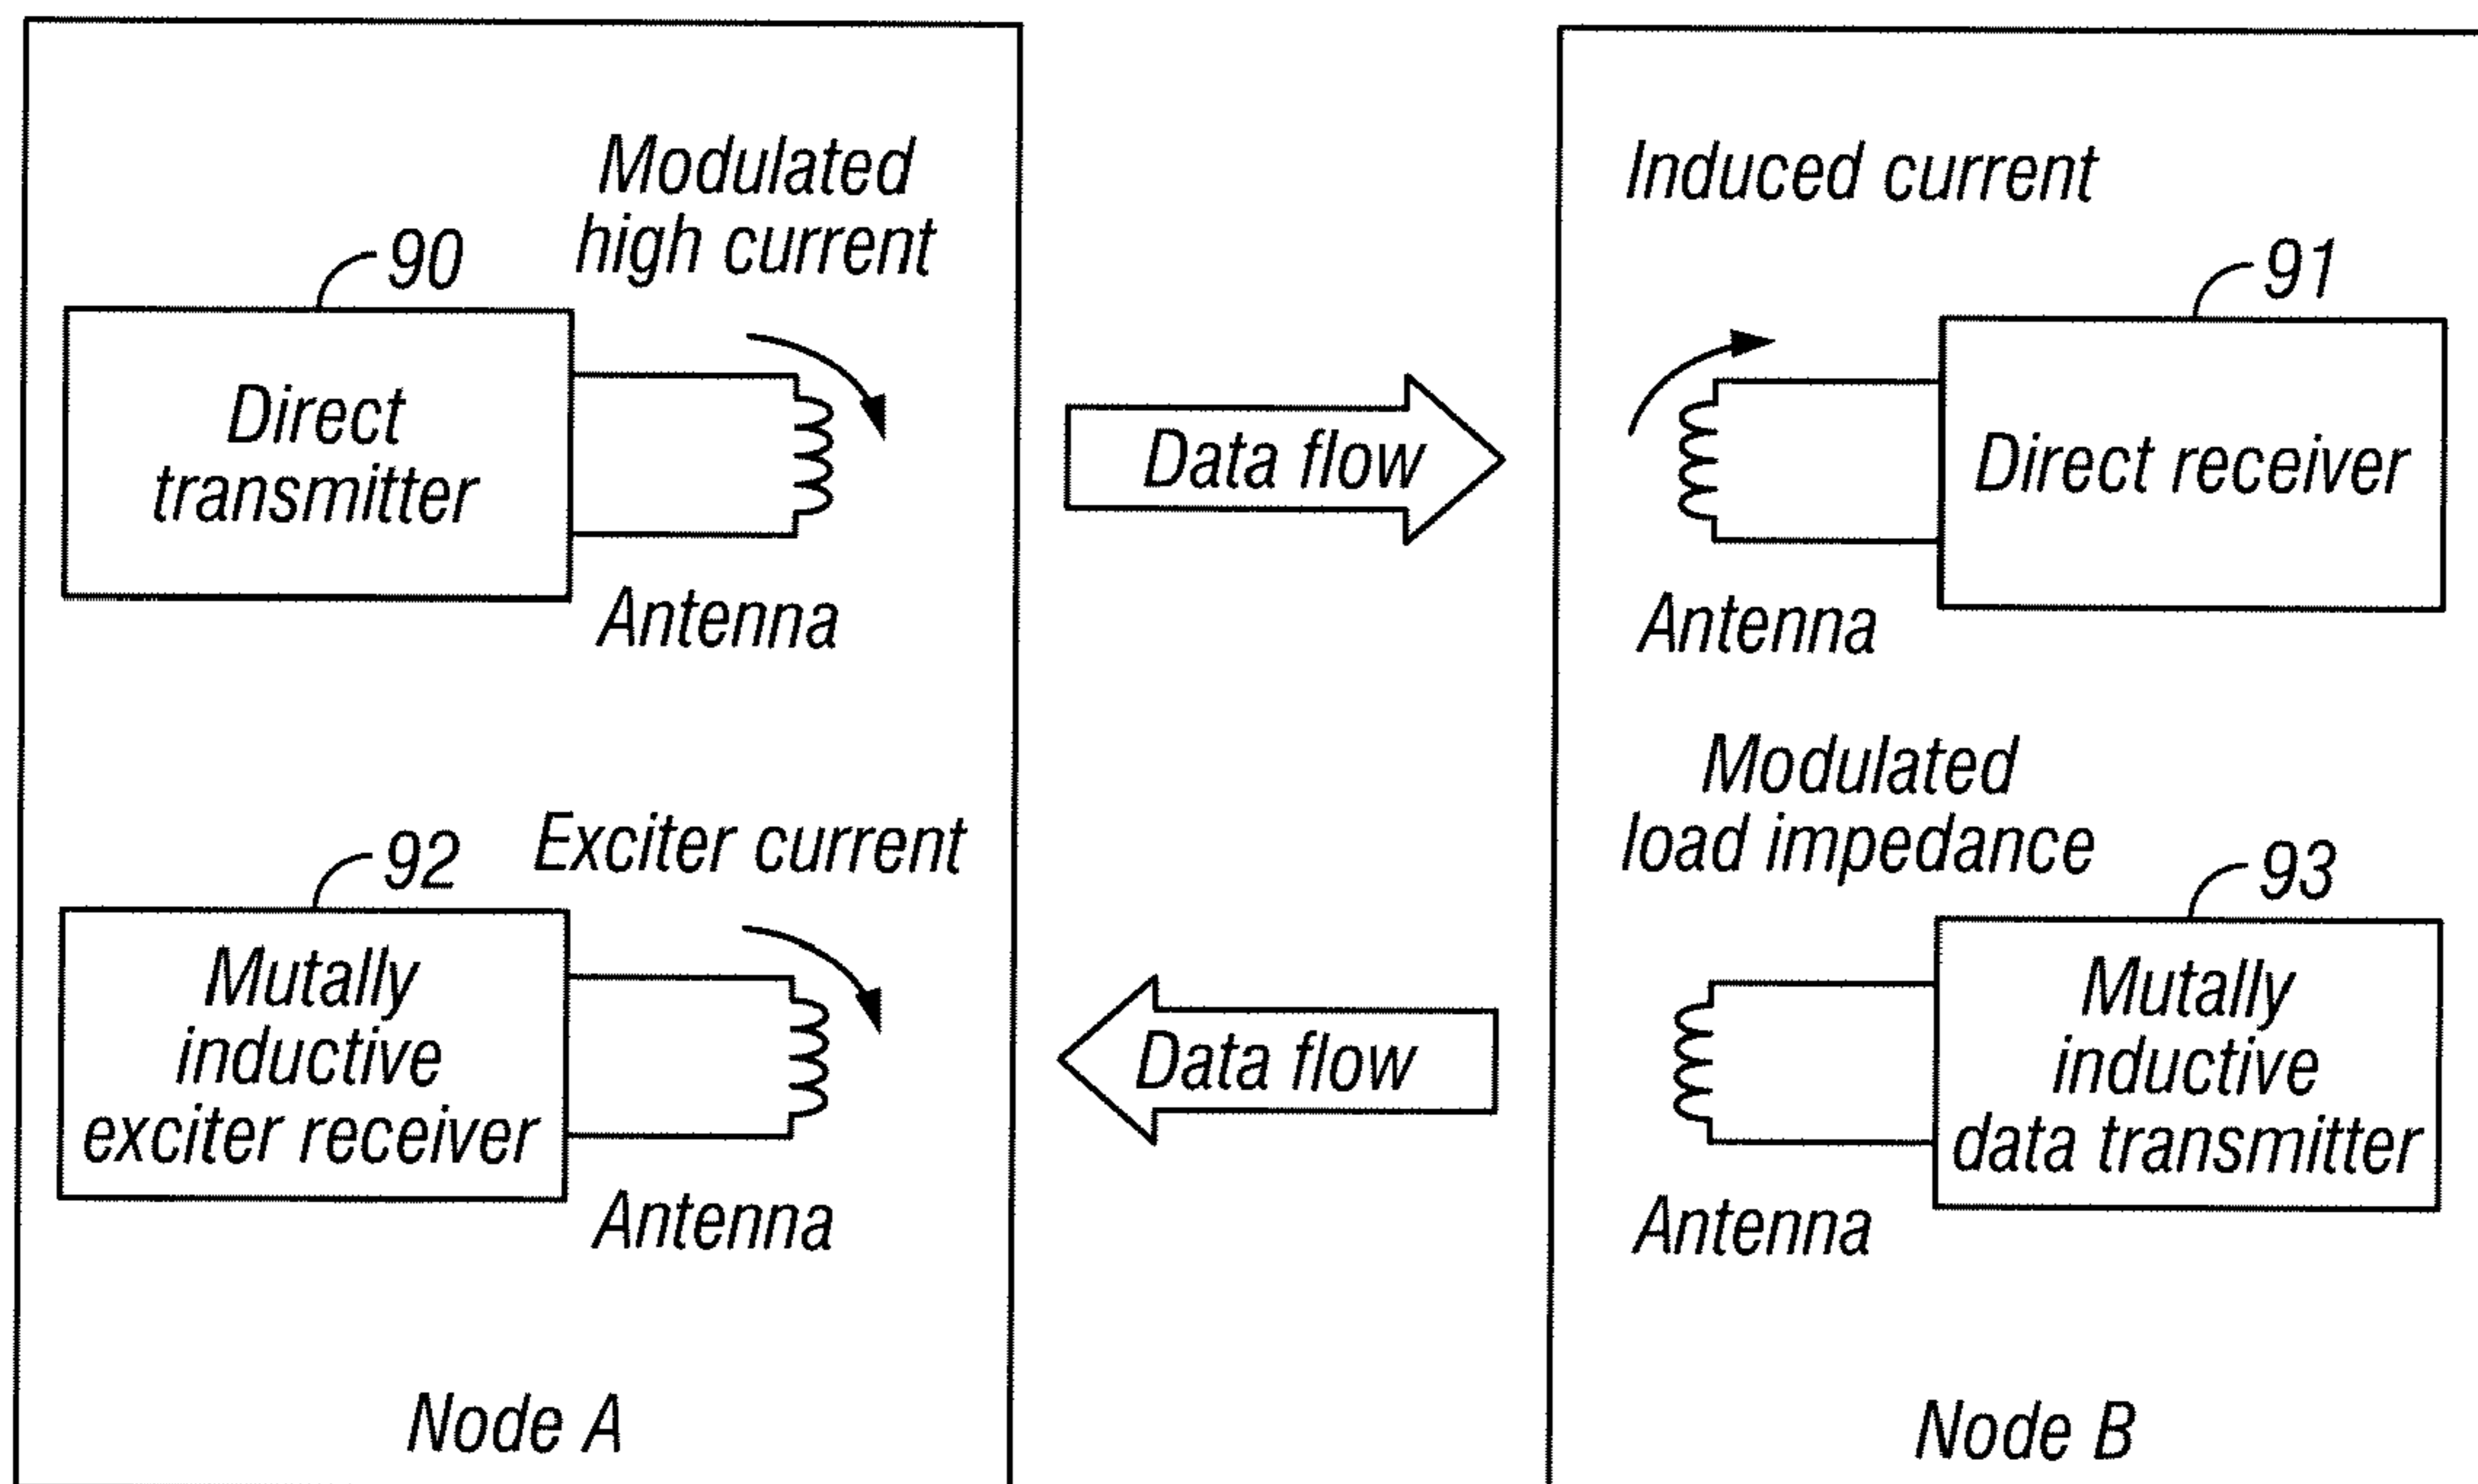 Modulated
high current
90
Direct
transmitter
Antenna
Data flow
Induced current
91
Direct receiver
Antenna
Exciter current
92
Mutally
inductive
exciter receiver
Antenna
Data flow
Modulated
load impedance
93
Mutally
inductive
data transmitter
Antenna
Node A
Node B